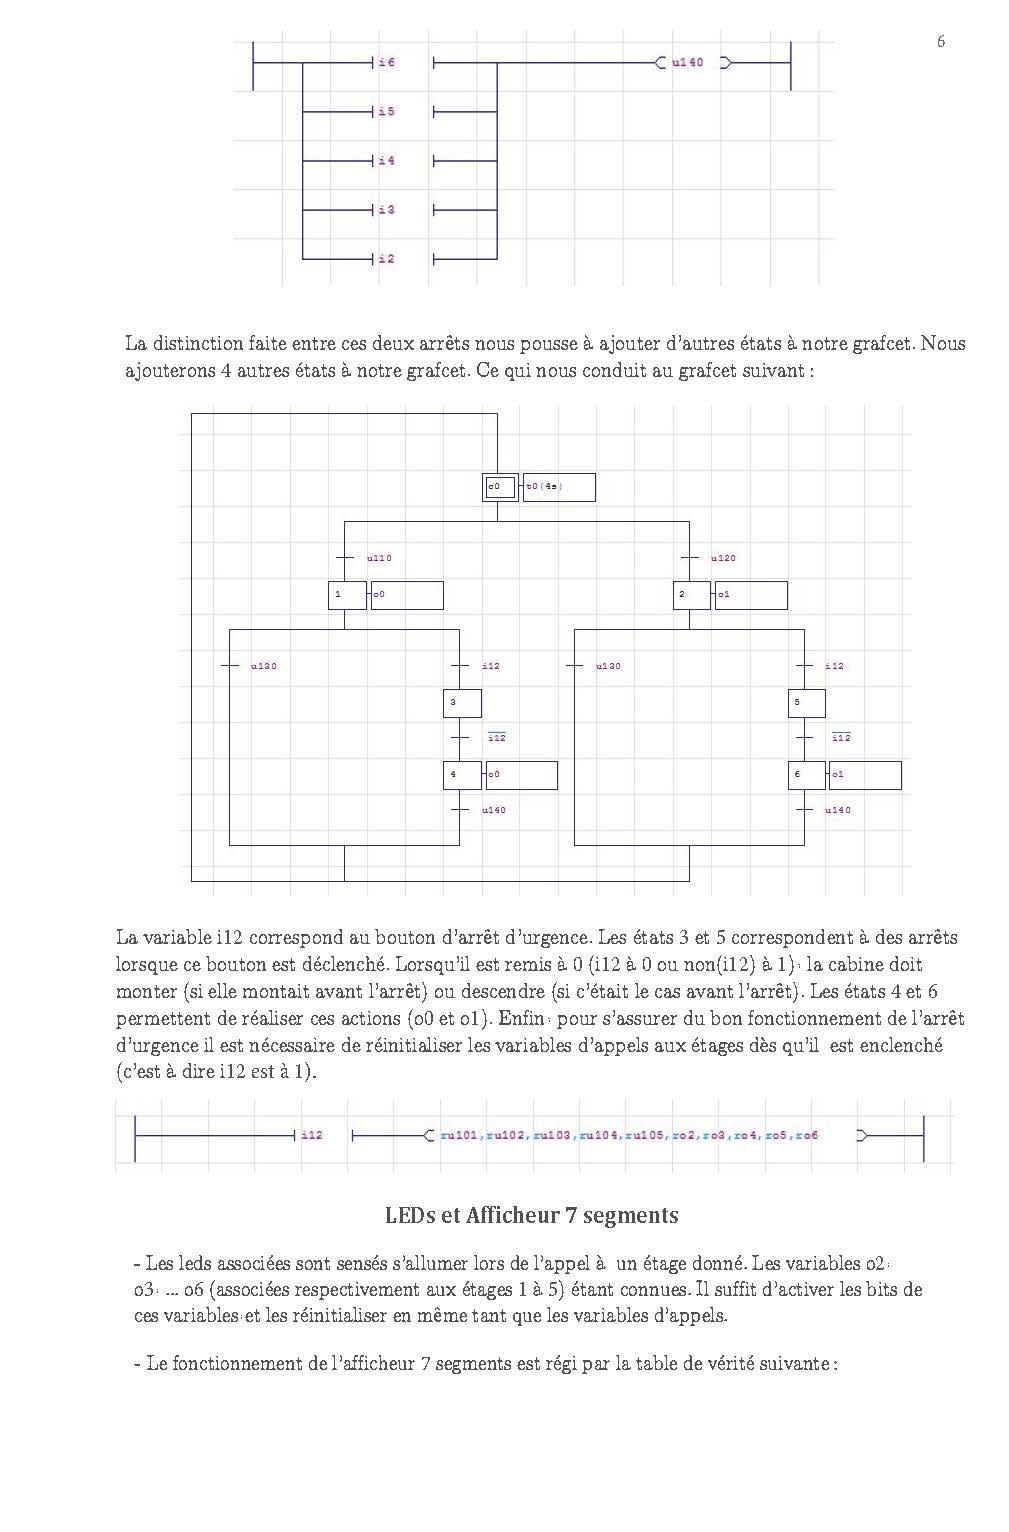 6
i6 u140
i5
i4
i3
i2
La distinction faite entre ces deux arrêts nous pousse à ajouter d'autres états à notre grafcet. Nous
ajouterons 4 autres états à notre grafcet. Ce qui nous conduit au grafcet suivant :
o0 t0(4s)
u110 u120
1 o0 2 o1
u130 i12 u130 i12
3 5
i12 i12
4 o0 6 o1
u140 u140
La variable i12 correspond au bouton d'arrêt d'urgence. Les états 3 et 5 correspondent à des arrêts
lorsque ce bouton est déclenché. Lorsqu'il est remis à 0 (i12 à 0 ou non(i12) à 1), la cabine doit
monter (si elle montait avant l'arrêt) ou descendre (si c'était le cas avant l'arrêt). Les états 4 et 6
permettent de réaliser ces actions (o0 et o1). Enfin, pour s'assurer du bon fonctionnement de l'arrêt
d'urgence il est nécessaire de réinitialiser les variables d'appels aux étages dès qu'il est enclenché
(c'est à dire i12 est à 1).
i12 ru101,ru102,ru103,ru104,ru105,ro2,ro3,ro4,ro5,ro6
LEDs et Afficheur 7 segments
- Les leds associées sont sensés s'allumer lors de l'appel à un étage donné. Les variables o2,
o3, ... o6 (associées respectivement aux étages 1 à 5) étant connues. Il suffit d'activer les bits de
ces variables, et les réinitialiser en même tant que les variables d'appels.
- Le fonctionnement de l'afficheur 7 segments est régi par la table de vérité suivante :